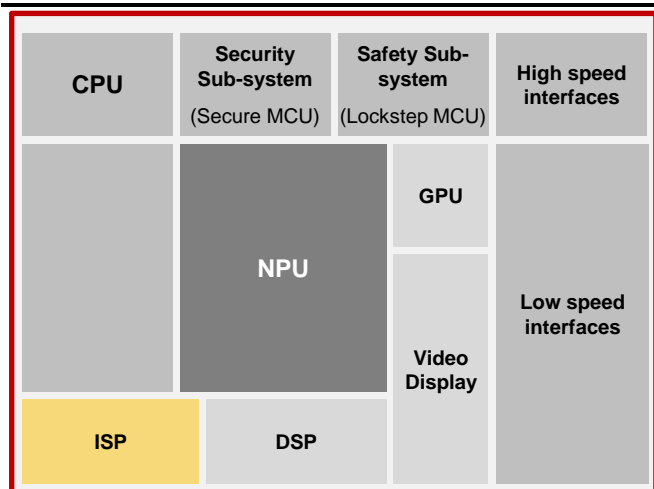 CPU
Security
Sub-system
(Secure MCU)
Safety Sub-
system
(Lockstep MCU)
High speed
interfaces
GPU
NPU
Low speed
interfaces
Video
Display
ISP
DSP